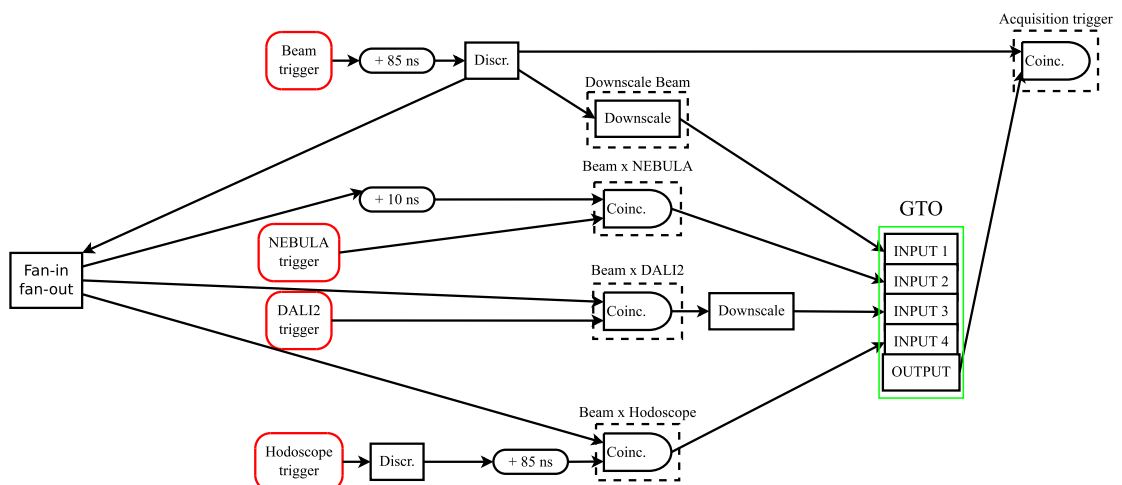 Acquisition trigger
Beam
trigger
+ 85 ns
Discr.
Coinc.
Downscale Beam
Downscale
Beam x NEBULA
+ 10 ns
Coinc.
GTO
NEBULA
trigger
Fan-in
fan-out
Beam x DALI2
DALI2
trigger
Coinc.
Downscale
INPUT 1
INPUT 2
INPUT 3
INPUT 4
OUTPUT
Beam x Hodoscope
Hodoscope
trigger
Discr.
+ 85 ns
Coinc.